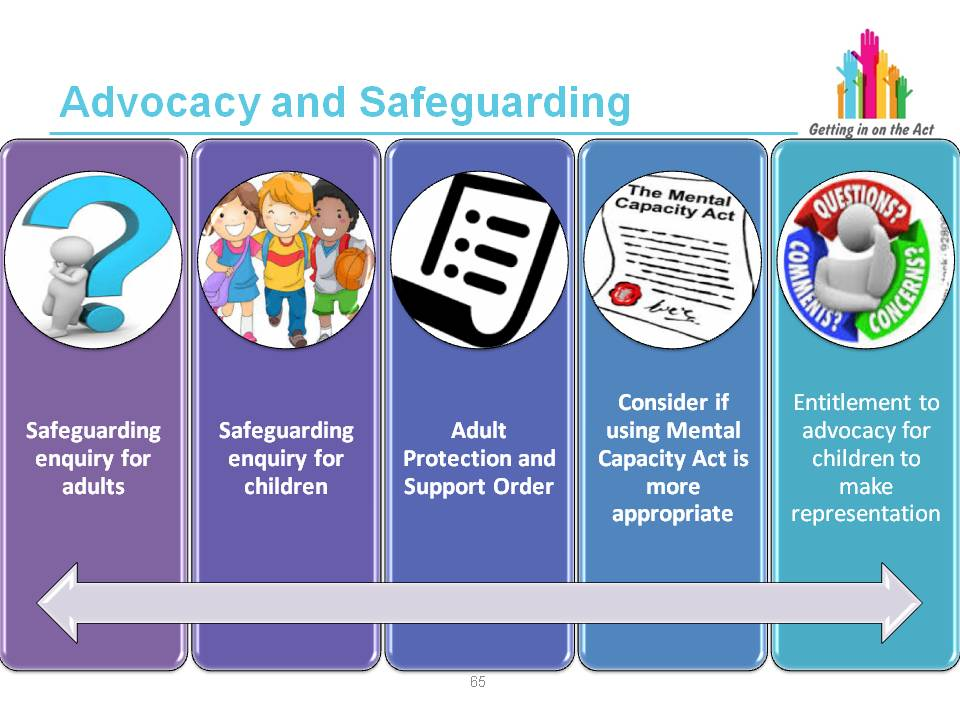 Advocacy and Safeguarding
Getting in on the Act
The Mental
Capacity Act
QUESTIONS?
COMMENTS?
CONCERNS?
Safeguarding
enquiry for
adults
Safeguarding
enquiry for
children
Adult
Protection and
Support Order
Consider if
using Mental
Capacity Act is
more
appropriate
Entitlement to
advocacy for
children to
make
representation
65